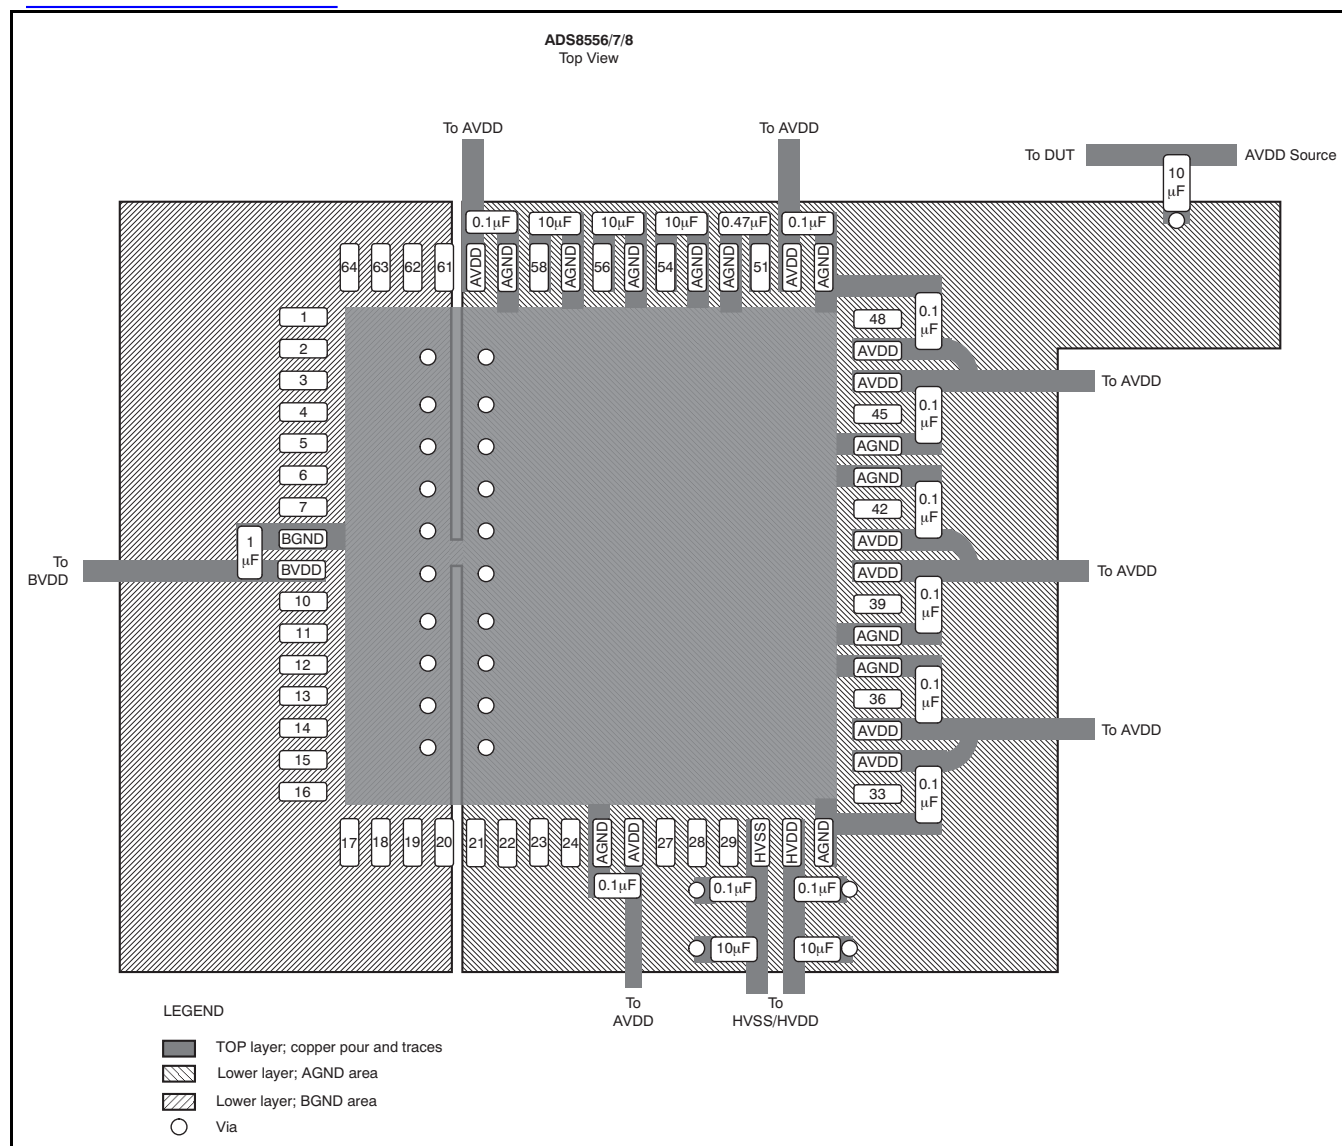 ADS8556/7/8
Top View
To AVDD
To AVDD
To DUT
AVDD Source
10
μF
0.1μF
10μF
10μF
10μF
0.47μF
0.1μF
64
63
62
61
AVDD
AGND
58
AGND
56
AGND
54
AGND
AGND
51
AVDD
AGND
1
2
3
4
5
6
7
BGND
BVDD
10
11
12
13
14
15
16
1
μF
To
BVDD
48
AVDD
AVDD
45
AGND
AGND
42
AVDD
AVDD
39
AGND
AGND
36
AVDD
AVDD
33
0.1
μF
0.1
μF
0.1
μF
0.1
μF
0.1
μF
0.1
μF
To AVDD
To AVDD
To AVDD
17
18
19
20
21
22
23
24
AGND
AVDD
27
28
29
HVSS
HVDD
AGND
0.1μF
0.1μF
0.1μF
10μF
10μF
To
AVDD
To
HVSS/HVDD
LEGEND
TOP layer; copper pour and traces
Lower layer; AGND area
Lower layer; BGND area
Via